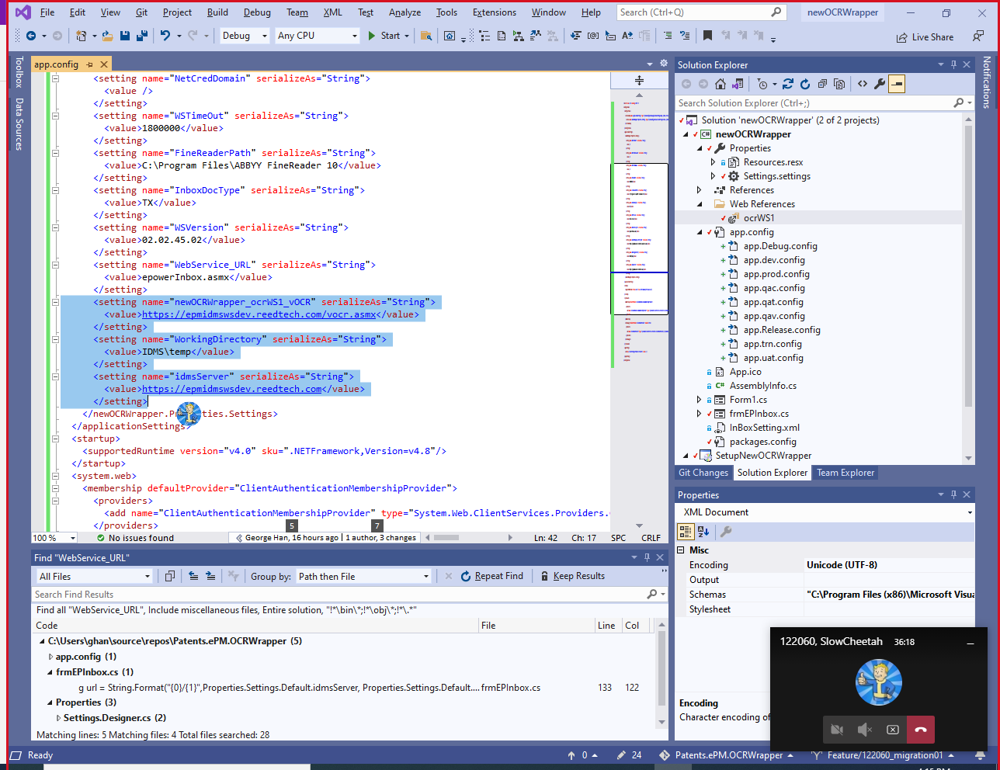 File Edit View Git Project Build Debug Team XML Test Analyze Tools Extensions Window Help Search (Ctrl+Q) newOCRWrapper
Debug Any CPU Start Live Share
Toolbox
Data Sources
Notifications
app.config
<setting name="NetCredDomain" serializeAs="String">
<value />
</setting>
<setting name="WSTimeOut" serializeAs="String">
<value>1800000</value>
</setting>
<setting name="FineReaderPath" serializeAs="String">
<value>C:\Program Files\ABBYY FineReader 10</value>
</setting>
<setting name="InboxDocType" serializeAs="String">
<value>TX</value>
</setting>
<setting name="WSVersion" serializeAs="String">
<value>02.02.45.02</value>
</setting>
<setting name="WebService_URL" serializeAs="String">
<value>epowerInbox.asmx</value>
</setting>
<setting name="newOCRWrapper_ocrWS1_vOCR" serializeAs="String">
<value>https://epmidmswsdev.reedtech.com/vocr.asmx</value>
</setting>
<setting name="WorkingDirectory" serializeAs="String">
<value>IDMS\temp</value>
</setting>
<setting name="idmsServer" serializeAs="String">
<value>https://epmidmswsdev.reedtech.com</value>
</setting>
</newOCRWrapper.P ties.Settings>
</applicationSettings>
<startup>
<supportedRuntime version="v4.0" sku=".NETFramework,Version=v4.8"/>
</startup>
<system.web>
<membership defaultProvider="ClientAuthenticationMembershipProvider">
<providers>
<add name="ClientAuthenticationMembershipProvider" type="System.Web.ClientServices.Providers.
</providers>
5 7
100 % No issues found George Han, 16 hours ago | 1 author, 3 changes Ln: 42 Ch: 17 SPC CRLF
Find "WebService_URL"
All Files Group by: Path then File Repeat Find Keep Results
Search Find Results
Find all "WebService_URL", Include miscellaneous files, Entire solution, "!*\bin\*;!*\obj\*;!*\.*"
Code File Line Col
C:\Users\ghan\source\repos\Patents.ePM.OCRWrapper (5)
app.config (1)
frmEPInbox.cs (1)
g url = String.Format("{0}/{1}",Properties.Settings.Default.idmsServer, Properties.Settings.Default.... frmEPInbox.cs 133 122
Properties (3)
Settings.Designer.cs (2)
Matching lines: 5 Matching files: 4 Total files searched: 28
Solution Explorer
Search Solution Explorer (Ctrl+;)
Solution 'newOCRWrapper' (2 of 2 projects)
newOCRWrapper
Properties
Resources.resx
Settings.settings
References
Web References
ocrWS1
app.config
app.Debug.config
app.dev.config
app.prod.config
app.qac.config
app.qat.config
app.qav.config
app.Release.config
app.trn.config
app.uat.config
App.ico
AssemblyInfo.cs
Form1.cs
frmEPInbox.cs
InBoxSetting.xml
packages.config
SetupNewOCRWrapper
Git Changes Solution Explorer Team Explorer
Properties
XML Document
Misc
Encoding Unicode (UTF-8)
Output
Schemas "C:\Program Files (x86)\Microsoft Visua
Stylesheet
Encoding
Character encoding of
122060, SlowCheetah 36:18
Ready 0 24 Patents.ePM.OCRWrapper Feature/122060_migration01